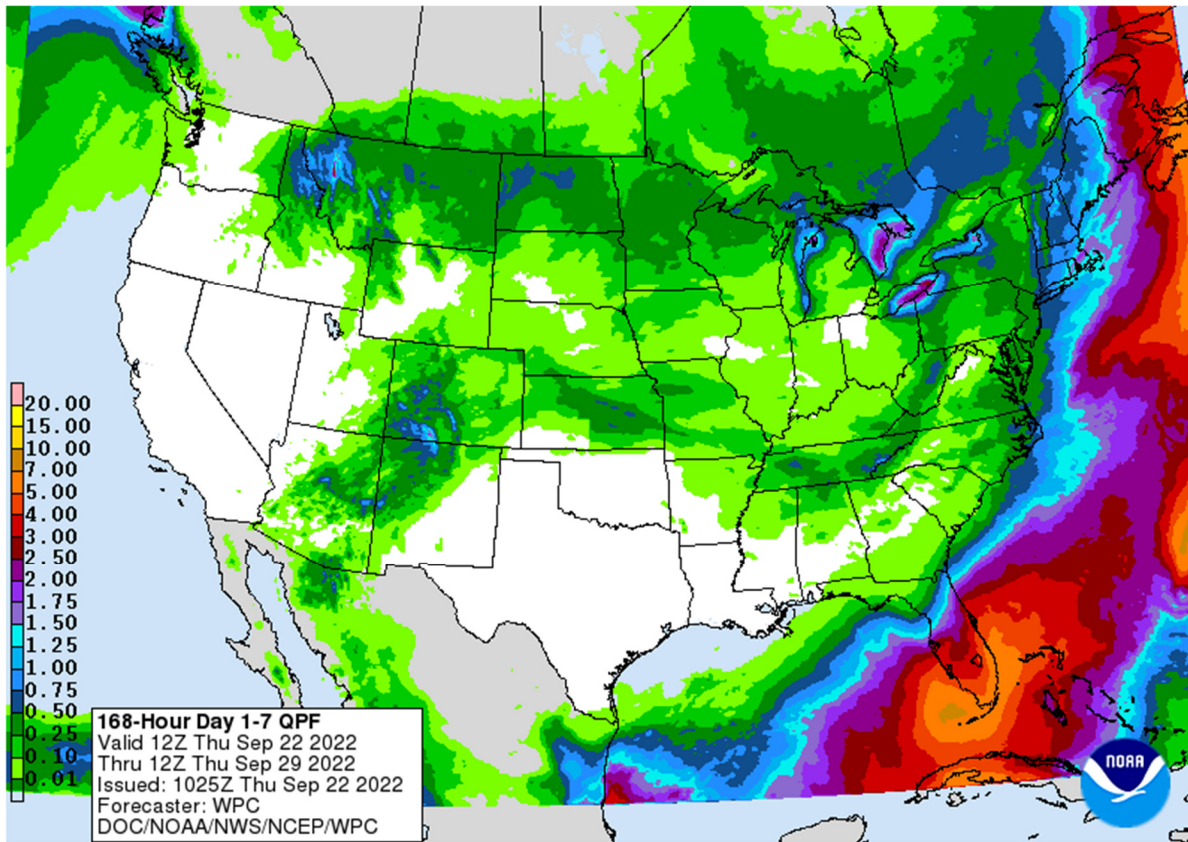 20.00
15.00
10.00
7.00
5.00
4.00
3.00
2.50
2.00
1.75
1.50
1.25
1.00
0.75
0.50
0.25
0.10
0.01
168-Hour Day 1-7 QPF
Valid 12Z Thu Sep 22 2022
Thru 12Z Thu Sep 29 2022
Issued: 1025Z Thu Sep 22 2022
Forecaster: WPC
DOC/NOAA/NWS/NCEP/WPC
NOAA